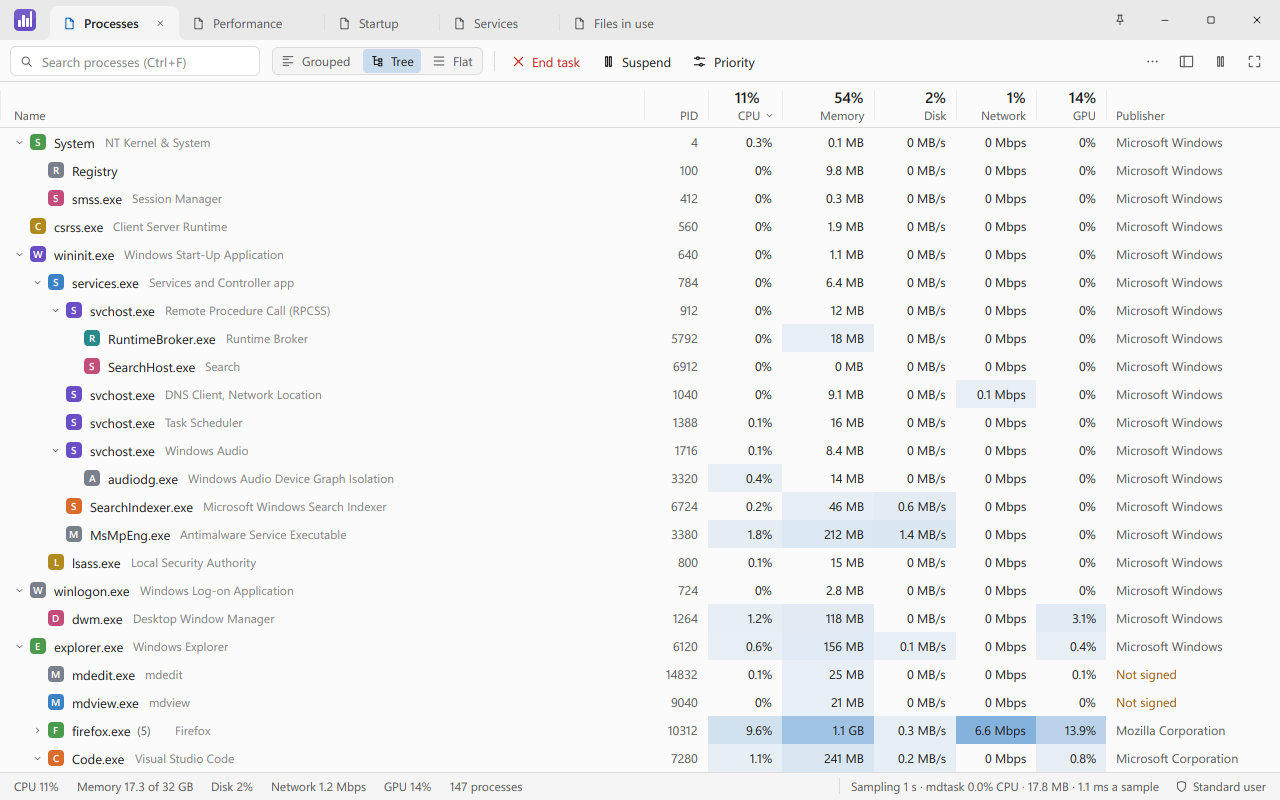 Processes Performance Startup Services Files in use
Search processes (Ctrl+F) Grouped Tree Flat End task Suspend Priority
11% 54% 2% 1% 14%
Name PID CPU Memory Disk Network GPU Publisher
S System NT Kernel & System 4 0.3% 0.1 MB 0 MB/s 0 Mbps 0% Microsoft Windows
R Registry 100 0% 9.8 MB 0 MB/s 0 Mbps 0% Microsoft Windows
S smss.exe Session Manager 412 0% 0.3 MB 0 MB/s 0 Mbps 0% Microsoft Windows
C csrss.exe Client Server Runtime 560 0% 1.9 MB 0 MB/s 0 Mbps 0% Microsoft Windows
W wininit.exe Windows Start-Up Application 640 0% 1.1 MB 0 MB/s 0 Mbps 0% Microsoft Windows
S services.exe Services and Controller app 784 0% 6.4 MB 0 MB/s 0 Mbps 0% Microsoft Windows
S svchost.exe Remote Procedure Call (RPCSS) 912 0% 12 MB 0 MB/s 0 Mbps 0% Microsoft Windows
R RuntimeBroker.exe Runtime Broker 5792 0% 18 MB 0 MB/s 0 Mbps 0% Microsoft Windows
S SearchHost.exe Search 6912 0% 0 MB 0 MB/s 0 Mbps 0% Microsoft Windows
S svchost.exe DNS Client, Network Location 1040 0% 9.1 MB 0 MB/s 0.1 Mbps 0% Microsoft Windows
S svchost.exe Task Scheduler 1388 0.1% 16 MB 0 MB/s 0 Mbps 0% Microsoft Windows
S svchost.exe Windows Audio 1716 0.1% 8.4 MB 0 MB/s 0 Mbps 0% Microsoft Windows
A audiodg.exe Windows Audio Device Graph Isolation 3320 0.4% 14 MB 0 MB/s 0 Mbps 0% Microsoft Windows
S SearchIndexer.exe Microsoft Windows Search Indexer 6724 0.2% 46 MB 0.6 MB/s 0 Mbps 0% Microsoft Windows
M MsMpEng.exe Antimalware Service Executable 3380 1.8% 212 MB 1.4 MB/s 0 Mbps 0% Microsoft Windows
L lsass.exe Local Security Authority 800 0.1% 15 MB 0 MB/s 0 Mbps 0% Microsoft Windows
W winlogon.exe Windows Log-on Application 724 0% 2.8 MB 0 MB/s 0 Mbps 0% Microsoft Windows
D dwm.exe Desktop Window Manager 1264 1.2% 118 MB 0 MB/s 0 Mbps 3.1% Microsoft Windows
E explorer.exe Windows Explorer 6120 0.6% 156 MB 0.1 MB/s 0 Mbps 0.4% Microsoft Windows
M mdedit.exe mdedit 14832 0.1% 25 MB 0 MB/s 0 Mbps 0.1% Not signed
M mdview.exe mdview 9040 0% 21 MB 0 MB/s 0 Mbps 0% Not signed
F firefox.exe (5) Firefox 10312 9.6% 1.1 GB 0.3 MB/s 6.6 Mbps 13.9% Mozilla Corporation
C Code.exe Visual Studio Code 7280 1.1% 241 MB 0.2 MB/s 0 Mbps 0.8% Microsoft Corporation
CPU 11% Memory 17.3 of 32 GB Disk 2% Network 1.2 Mbps GPU 14% 147 processes Sampling 1 s · mdtask 0.0% CPU · 17.8 MB · 1.1 ms a sample Standard user